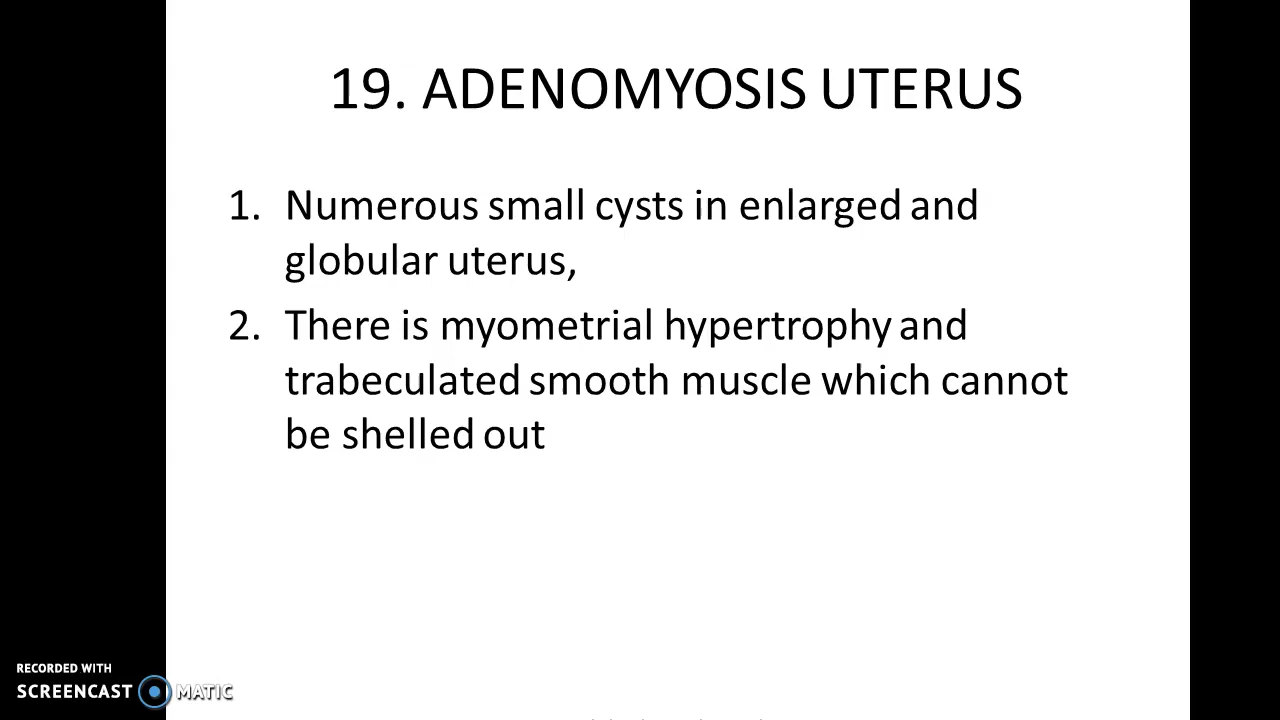 19. ADENOMYOSIS UTERUS
1. Numerous small cysts in enlarged and
globular uterus,
2. There is myometrial hypertrophy and
trabeculated smooth muscle which cannot
be shelled out
RECORDED WITH
SCREENCAST MATIC